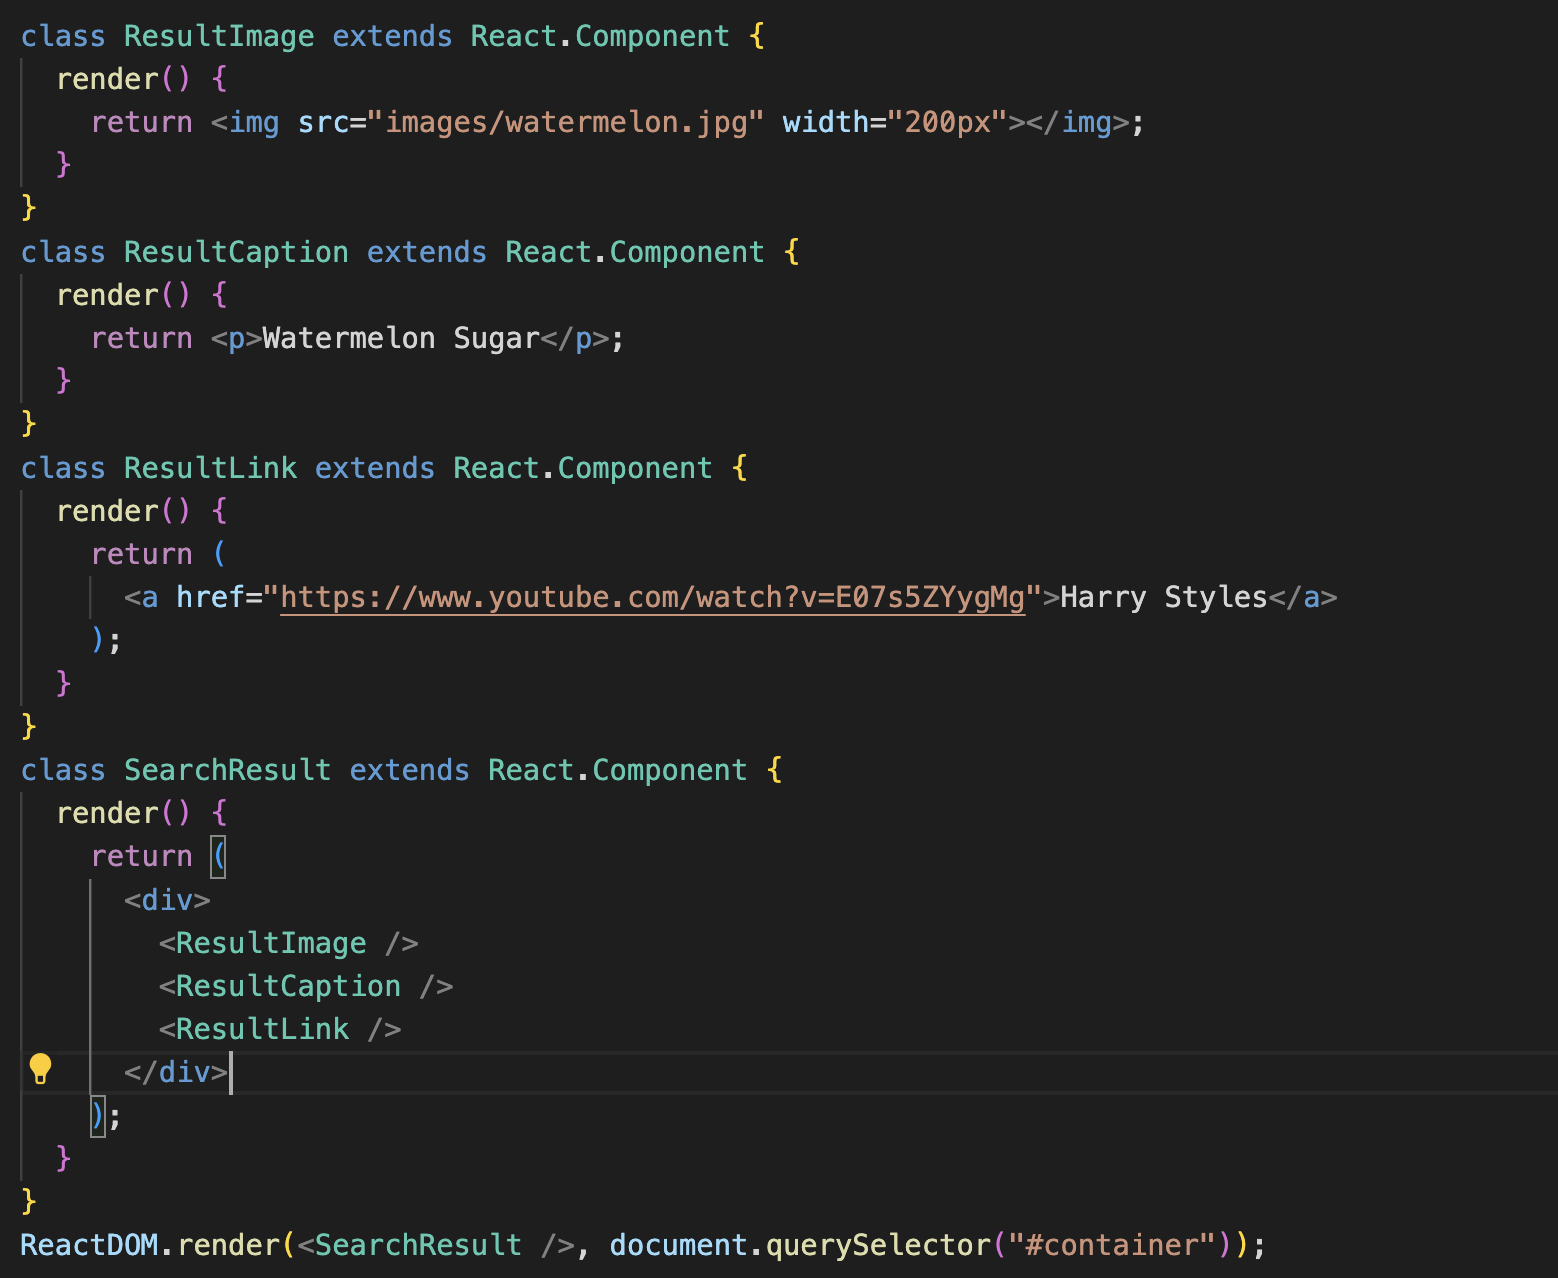 class ResultImage extends React.Component {
  render() {
    return <img src="images/watermelon.jpg" width="200px"></img>;
  }
}
class ResultCaption extends React.Component {
  render() {
    return <p>Watermelon Sugar</p>;
  }
}
class ResultLink extends React.Component {
  render() {
    return (
      <a href="https://www.youtube.com/watch?v=E07s5ZYygMg">Harry Styles</a>
    );
  }
}
class SearchResult extends React.Component {
  render() {
    return (
      <div>
        <ResultImage />
        <ResultCaption />
        <ResultLink />
      </div>
    );
  }
}
ReactDOM.render(<SearchResult />, document.querySelector("#container"));